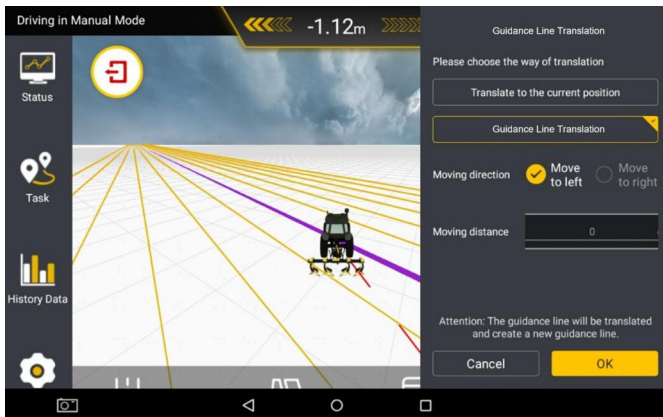 Driving in Manual Mode
-1.12m
Status
Task
History Data
Guidance Line Translation
Please choose the way of translation
Translate to the current position
Guidance Line Translation
Moving direction
Move
to left
Move
to right
Moving distance
0
Attention: The guidance line will be translated
and create a new guidance line.
Cancel
OK